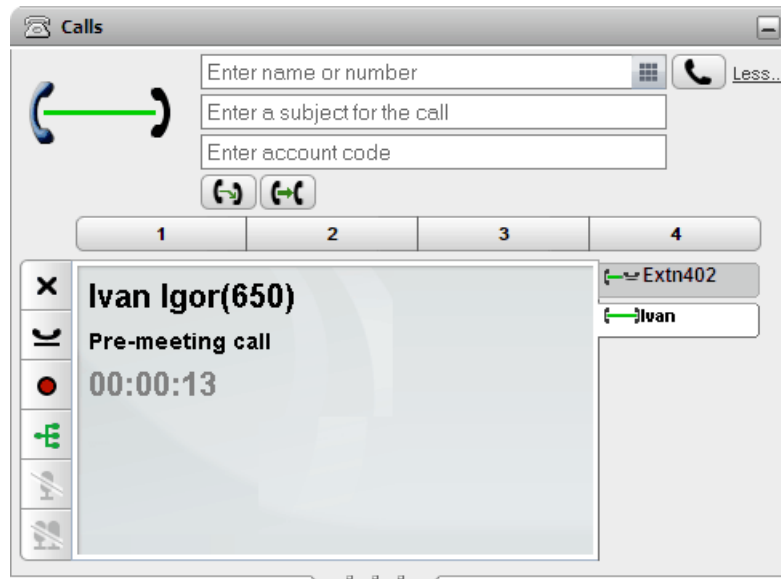 Calls
Enter name or number
Less..
Enter a subject for the call
Enter account code
1 2 3 4
Ivan Igor(650)
Pre-meeting call
00:00:13
Extn402
Ivan